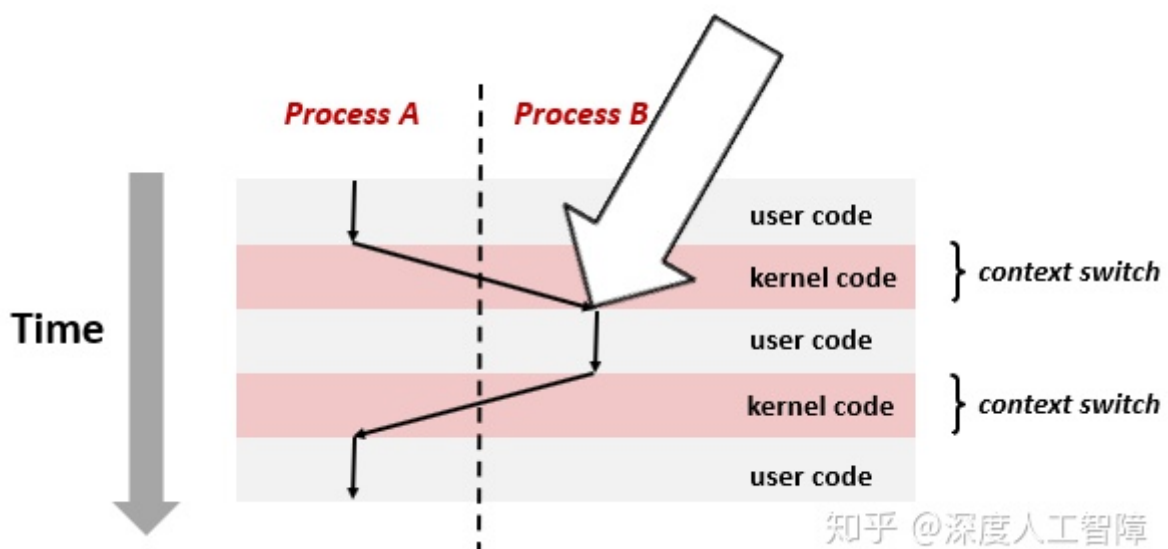 Process A
Process B
user code
kernel code
context switch
Time
user code
kernel code
context switch
user code
知乎 @深度人工智障